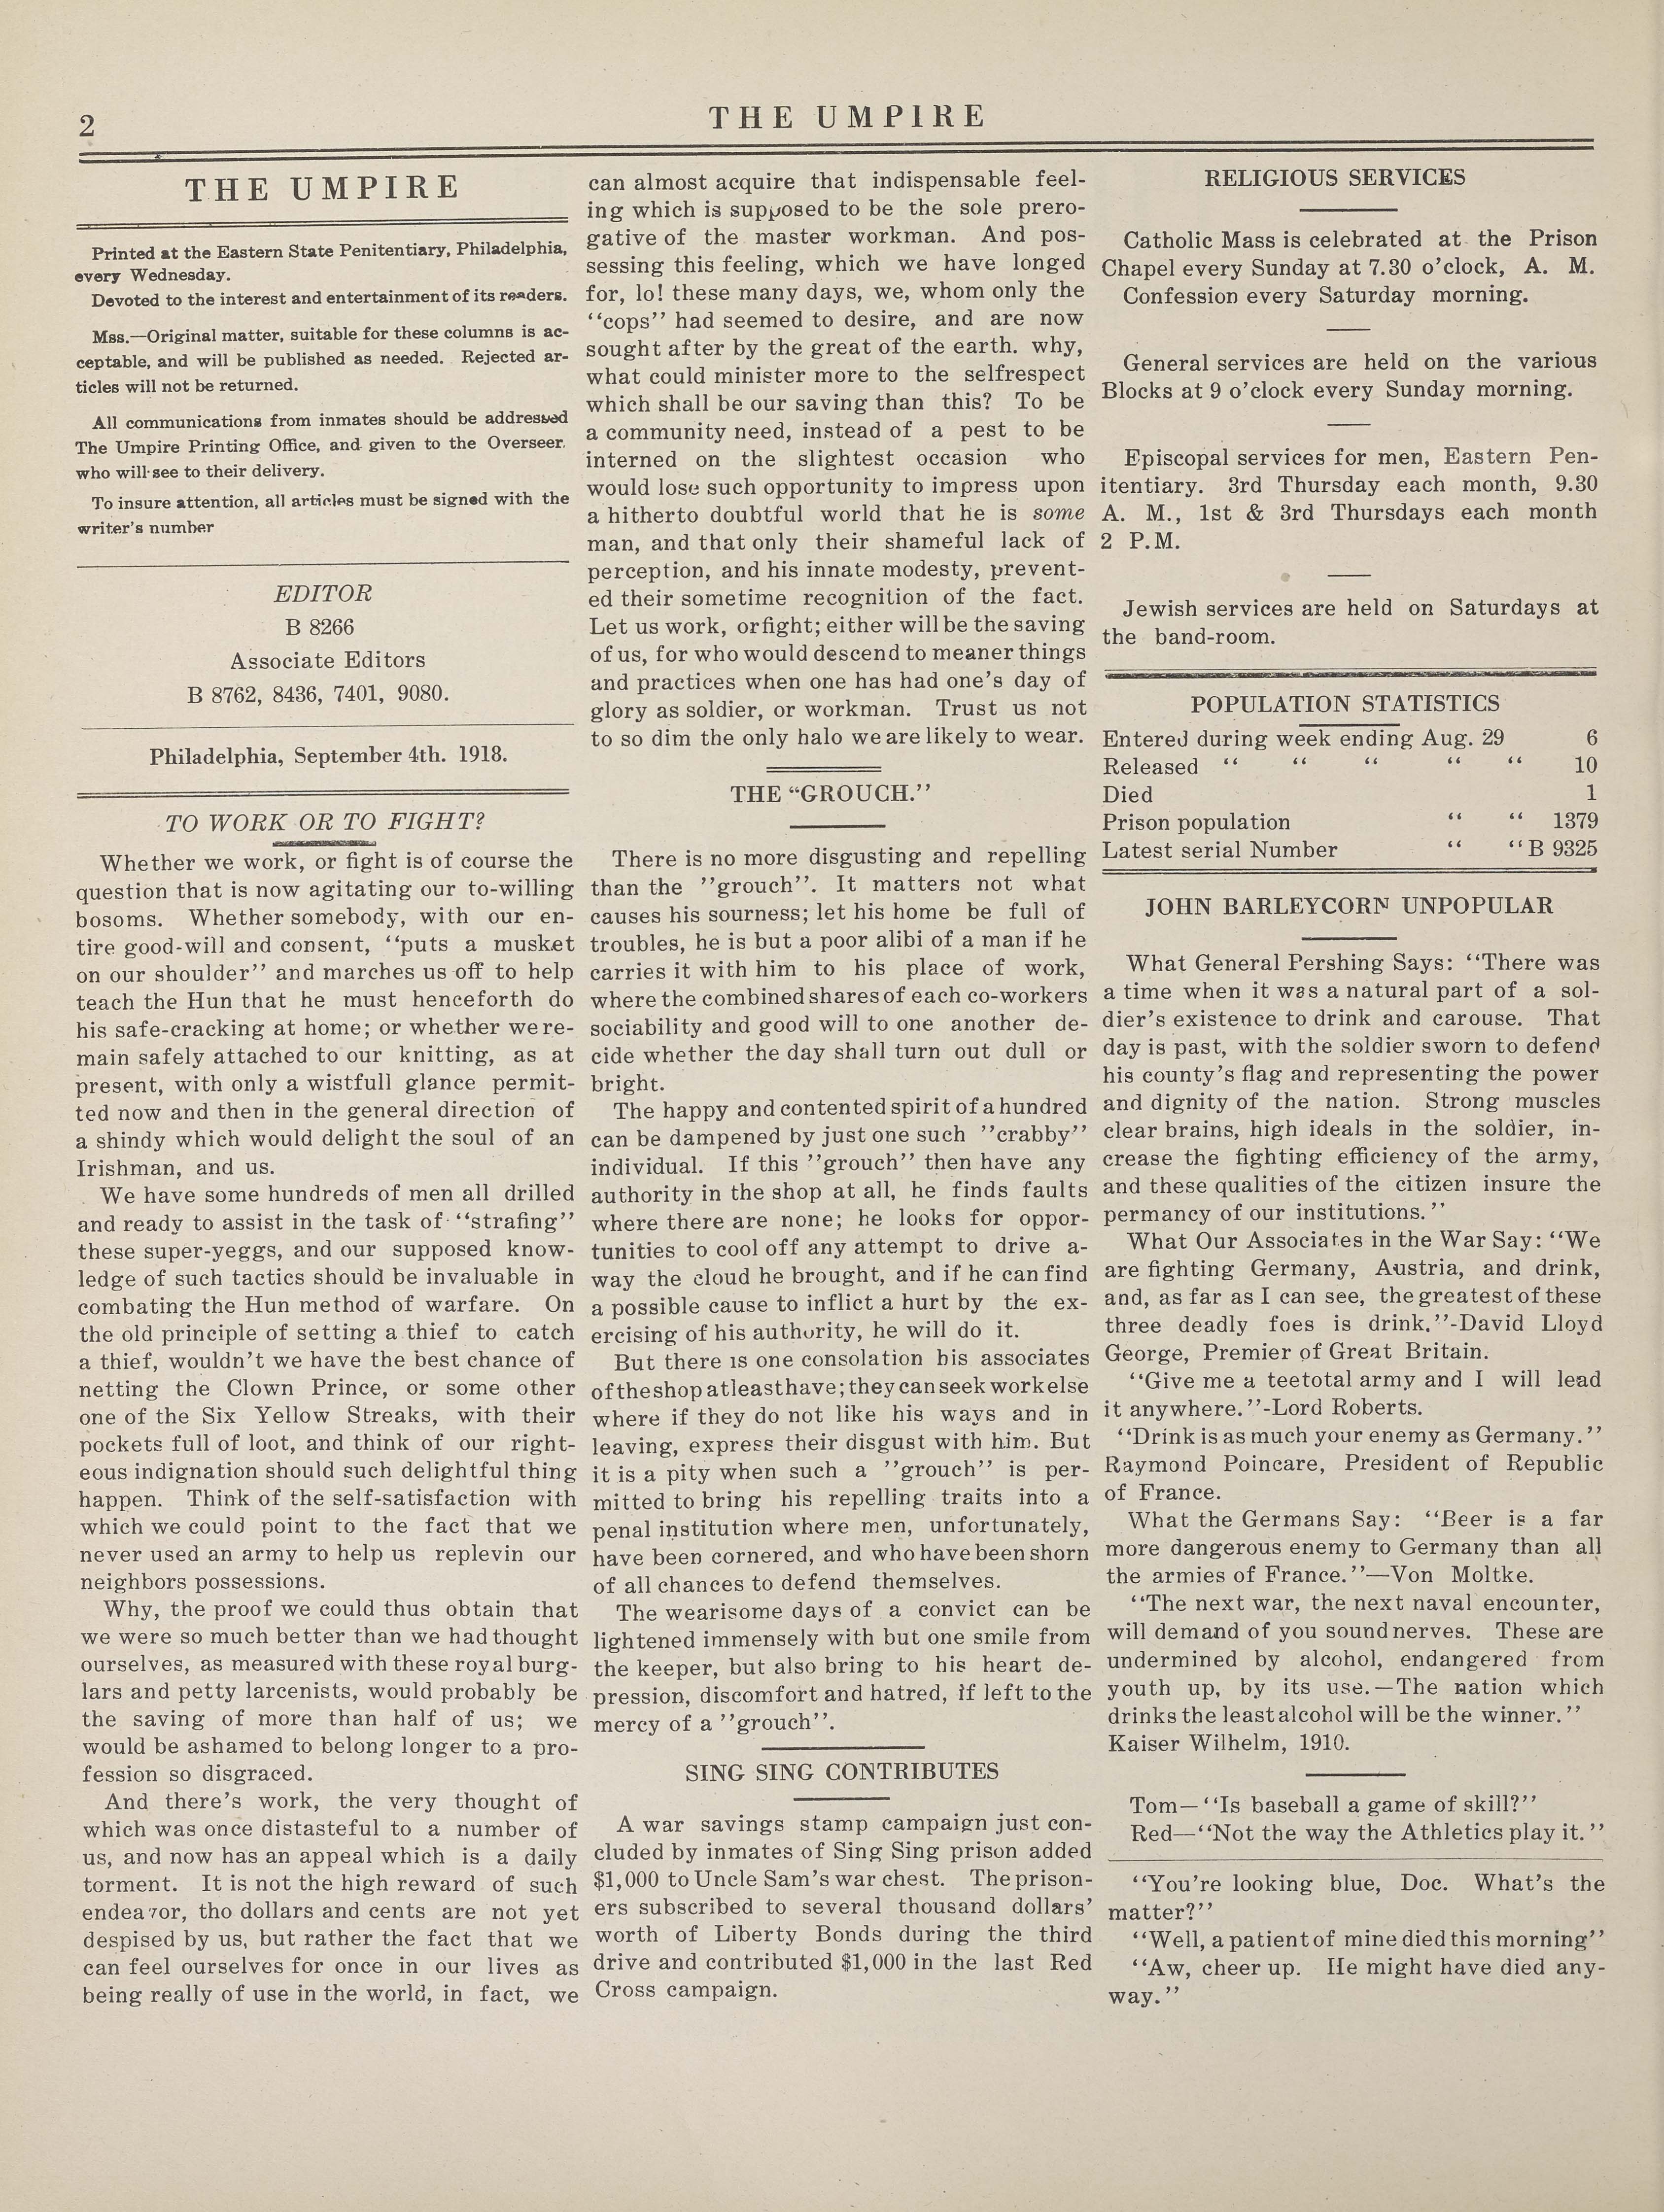 2
THE UMPIRE
THE UMPIRE
Printed at the Eastern State Penitentiary, Philadelphia,
every Wednesday.
Devoted to the interest and entertainment of its readers.
Mss.—Original matter, suitable for these columns is ac-
ceptable, and will be published as needed. Rejected ar-
ticles will not be returned.
All communications from inmates should be addressed
The Umpire Printing Office, and given to the Overseer.
who will see to their delivery.
To insure attention, all articles must be signed with the
writer's number
EDITOR
B 8266
Associate Editors
B 8762, 8436, 7401, 9080.
Philadelphia, September 4th. 1918.
TO WORK OR TO FIGHT?
Whether we work, or fight is of course the
question that is now agitating our to-willing
bosoms. Whether somebody, with our en-
tire good-will and consent, ‘‘puts a musket
on our shoulder’’ and marches us off to help
teach the Hun that he must henceforth do
his safe-cracking at home; or whether we re-
main safely attached to our knitting, as at
present, with only a wistfull glance permit-
ted now and then in the general direction of
a shindy which would delight the soul of an
Irishman, and us.
We have some hundreds of men all drilled
and ready to assist in the task of ‘‘strafing’’
these super-yeggs, and our supposed know-
ledge of such tactics should be invaluable in
combating the Hun method of warfare. On
the old principle of setting a thief to catch
a thief, wouldn't we have the best chance of
netting the Clown Prince, or some other
one of the Six Yellow Streaks, with their
pockets full of loot, and think of our right-
eous indignation should such delightful thing
happen. Think of the self-satisfaction with
which we could point to the fact that we
never used an army to help us replevin our
neighbors possessions.
Why, the proof we could thus obtain that
we were so much better than we had thought
ourselves, as measured with these royal burg-
lars and petty larcenists, would probably be
the saving of more than half of us; we
would be ashamed to belong longer to a pro-
fession so disgraced.
And there's work, the very thought of
which was once distasteful to a number of
us, and now has an appeal which is a daily
torment. It is not the high reward of such
endeavor, tho dollars and cents are not yet
despised by us, but rather the fact that we
can feel ourselves for once in our lives as
being really of use in the world, in fact, we
can almost acquire that indispensable feel-
ing which is supposed to be the sole prero-
gative of the master workman. And pos-
sessing this feeling, which we have longed
for, lo! these many days, we, whom only the
‘‘cops’’ had seemed to desire, and are now
sought after by the great of the earth. why,
what could minister more to the selfrespect
which shall be our saving than this? To be
a community need, instead of a pest to be
interned on the slightest occasion who
would lose such opportunity to impress upon
a hitherto doubtful world that he is some
man, and that only their shameful lack of
perception, and his innate modesty, prevent-
ed their sometime recognition of the fact.
Let us work, orfight; either will be the saving
of us, for who would descend to meaner things
and practices when one has had one's day of
glory as soldier, or workman. Trust us not
to so dim the only halo we are likely to wear.
THE “GROUCH.’’
There is no more disgusting and repelling
than the ’’grouch’’. It matters not what
causes his sourness; let his home be full of
troubles, he is but a poor alibi of a man if he
carries it with him to his place of work,
where the combined shares of each co-workers
sociability and good will to one another de-
cide whether the day shall turn out dull or
bright.
The happy and contented spirit of a hundred
can be dampened by just one such ’’crabby’’
individual. If this ’’grouch’’ then have any
authority in the shop at all, he finds faults
where there are none; he looks for oppor-
tunities to cool off any attempt to drive a-
way the cloud he brought, and if he can find
a possible cause to inflict a hurt by the ex-
ercising of his authority, he will do it.
But there is one consolation his associates
of the shop at least have; they can seek work else
where if they do not like his ways and in
leaving, express their disgust with him. But
it is a pity when such a ’’grouch’’ is per-
mitted to bring his repelling traits into a
penal institution where men, unfortunately,
have been cornered, and who have been shorn
of all chances to defend themselves.
The wearisome days of a convict can be
lightened immensely with but one smile from
the keeper, but also bring to his heart de-
pression, discomfort and hatred, if left to the
mercy of a ’’grouch’’.
SING SING CONTRIBUTES
A war savings stamp campaign just con-
cluded by inmates of Sing Sing prison added
$1,000 to Uncle Sam's war chest. The prison-
ers subscribed to several thousand dollars'
worth of Liberty Bonds during the third
drive and contributed $1,000 in the last Red
Cross campaign.
RELIGIOUS SERVICES
Catholic Mass is celebrated at the Prison
Chapel every Sunday at 7.30 o'clock, A. M.
Confession every Saturday morning.
General services are held on the various
Blocks at 9 o'clock every Sunday morning.
Episcopal services for men, Eastern Pen-
itentiary. 3rd Thursday each month, 9.30
A. M., 1st & 3rd Thursdays each month
2 P.M.
Jewish services are held on Saturdays at
the band-room.
POPULATION STATISTICS
Entered during week ending Aug. 29 6
Released “ “ “ “ “ 10
Died 1
Prison population “ “ 1379
Latest serial Number “ “ B 9325
JOHN BARLEYCORN UNPOPULAR
What General Pershing Says: ‘‘There was
a time when it was a natural part of a sol-
dier's existence to drink and carouse. That
day is past, with the soldier sworn to defend
his county's flag and representing the power
and dignity of the nation. Strong muscles
clear brains, high ideals in the soldier, in-
crease the fighting efficiency of the army,
and these qualities of the citizen insure the
permancy of our institutions.’’
What Our Associates in the War Say: ‘‘We
are fighting Germany, Austria, and drink,
and, as far as I can see, the greatest of these
three deadly foes is drink.’’-David Lloyd
George, Premier of Great Britain.
‘‘Give me a teetotal army and I will lead
it anywhere.’’-Lord Roberts.
‘‘Drink is as much your enemy as Germany.’’
Raymond Poincare, President of Republic
of France.
What the Germans Say: ‘‘Beer is a far
more dangerous enemy to Germany than all
the armies of France.’’—Von Moltke.
‘‘The next war, the next naval encounter,
will demand of you sound nerves. These are
undermined by alcohol, endangered from
youth up, by its use.—The nation which
drinks the least alcohol will be the winner.’’
Kaiser Wilhelm, 1910.
Tom—‘‘Is baseball a game of skill?’’
Red—‘‘Not the way the Athletics play it.’’
‘‘You're looking blue, Doc. What's the
matter?’’
‘‘Well, a patient of mine died this morning’’
‘‘Aw, cheer up. He might have died any-
way.’’